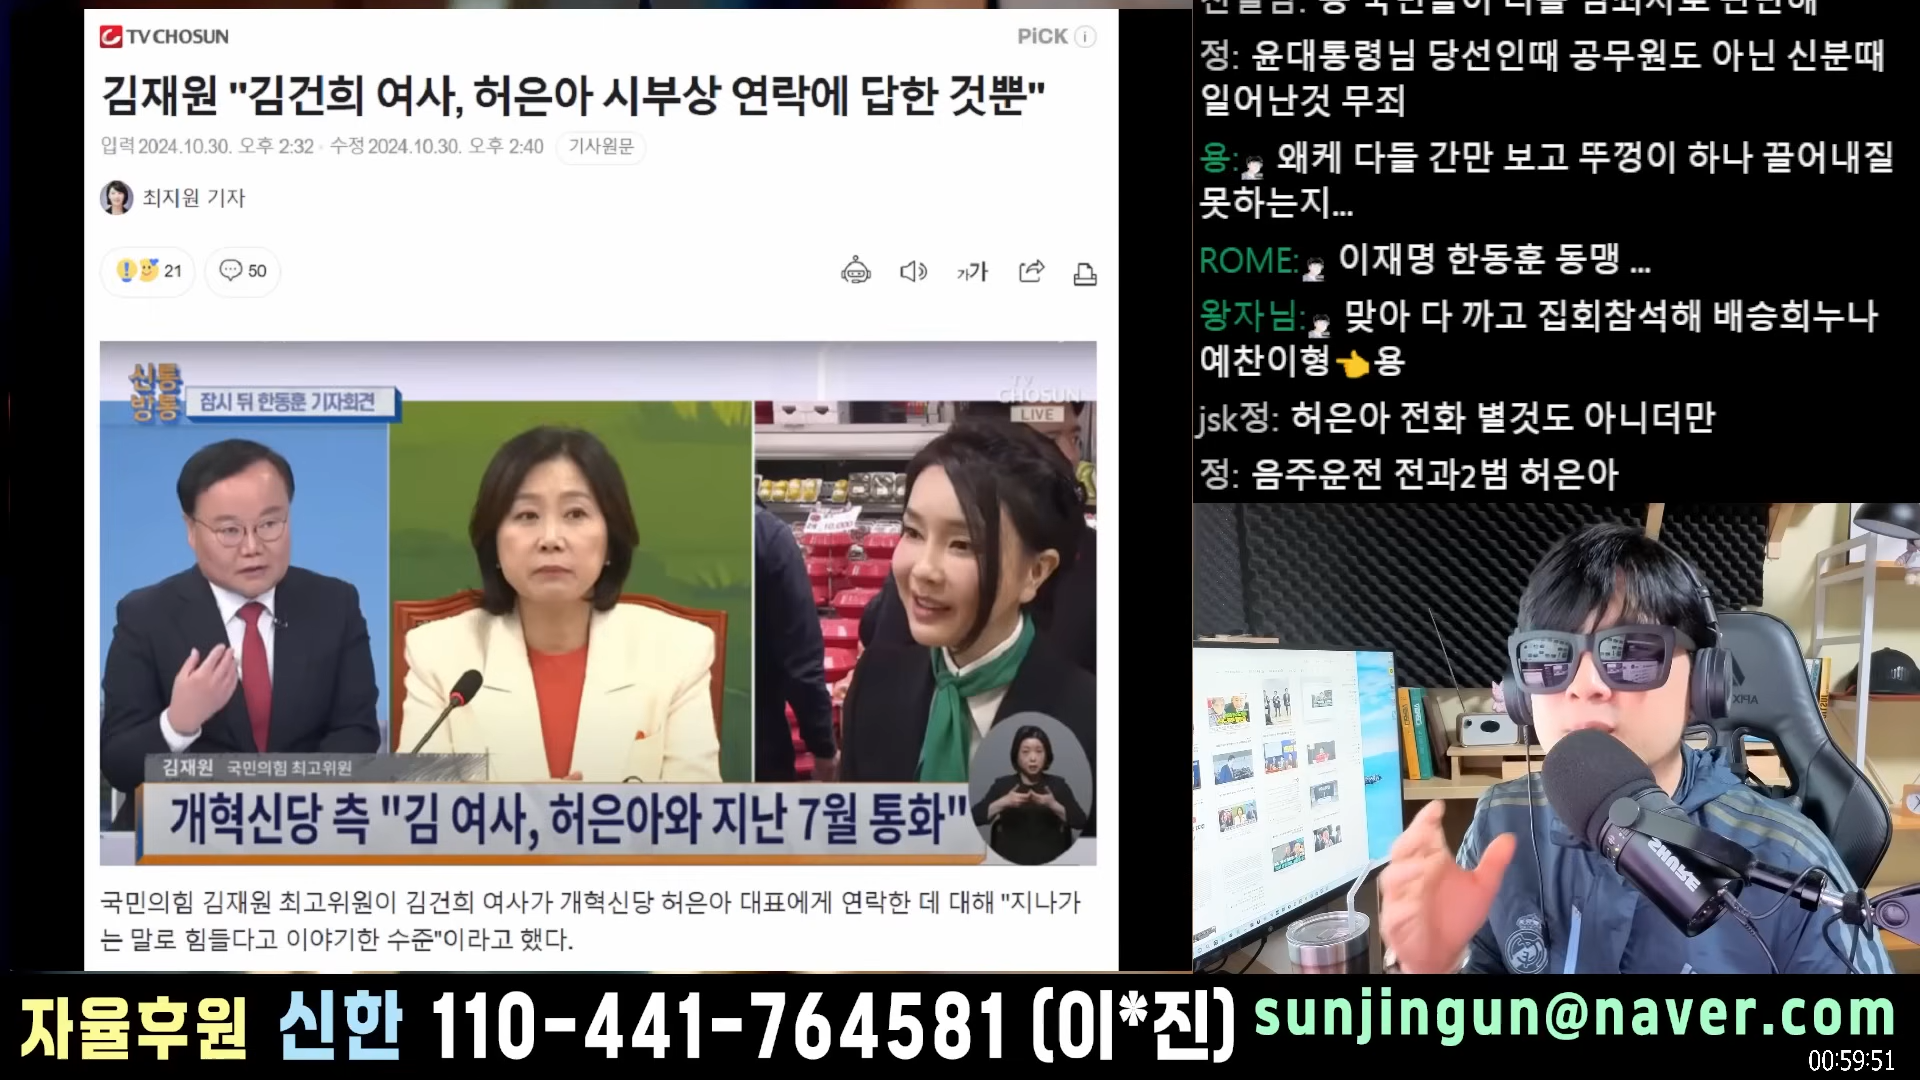 TV CHOSUN
PiCK
김재원 "김건희 여사, 허은아 시부상 연락에 답한 것뿐"
입력 2024.10.30. 오후 2:32 · 수정 2024.10.30. 오후 2:40
기사원문
최지원 기자
21
50
가가
신통방통
잠시 뒤 한동훈 기자회견
TV CHOSUN
LIVE
김재원 국민의힘 최고위원
개혁신당 측 "김 여사, 허은아와 지난 7월 통화"
국민의힘 김재원 최고위원이 김건희 여사가 개혁신당 허은아 대표에게 연락한 데 대해 "지나가
는 말로 힘들다고 이야기한 수준"이라고 했다.
정: 윤대통령님 당선인때 공무원도 아닌 신분때
일어난것 무죄
용: 왜케 다들 간만 보고 뚜껑이 하나 끌어내질
못하는지...
ROME: 이재명 한동훈 동맹 ...
왕자님: 맞아 다 까고 집회참석해 배승희누나
예찬이형👈용
jsk정: 허은아 전화 별것도 아니더만
정: 음주운전 전과2범 허은아
SHURE
자율후원 신한 110-441-764581 (이*진)
sunjingun@naver.com
00:59:51